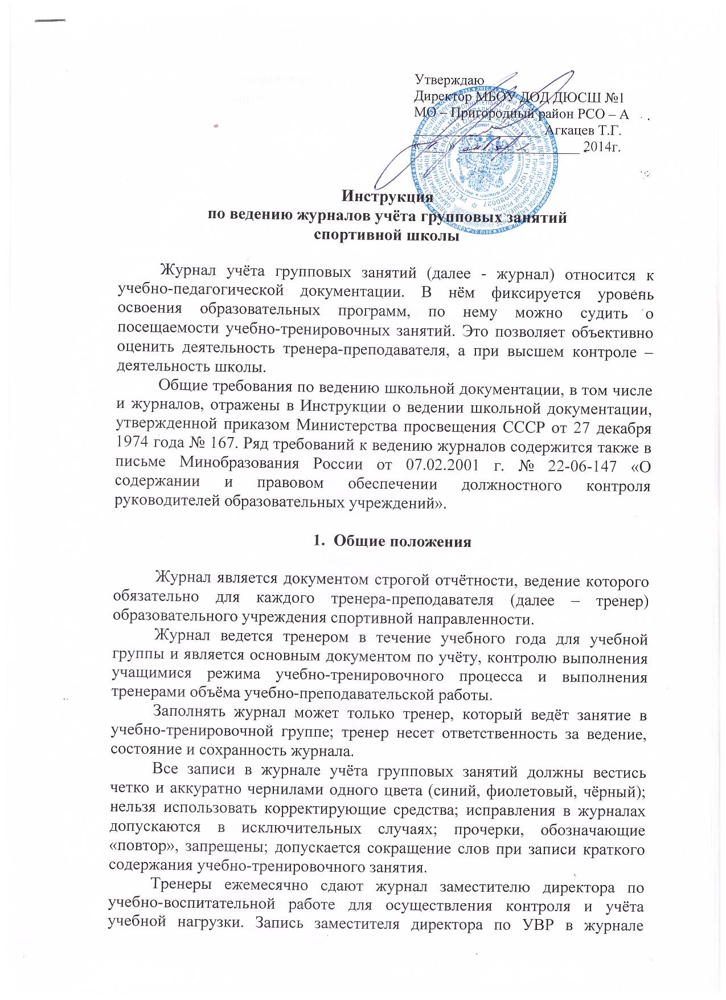 Утверждаю
Директор МБОУ ДОД ДЮСШ №1
МО – Пригородный район РСО – А
Агкацев Т.Г.
« » 2014г.
Инструкция
по ведению журналов учёта групповых занятий
спортивной школы
Журнал учёта групповых занятий (далее - журнал) относится к
учебно-педагогической документации. В нём фиксируется уровень
освоения образовательных программ, по нему можно судить о
посещаемости учебно-тренировочных занятий. Это позволяет объективно
оценить деятельность тренера-преподавателя, а при высшем контроле –
деятельность школы.
Общие требования по ведению школьной документации, в том числе
и журналов, отражены в Инструкции о ведении школьной документации,
утвержденной приказом Министерства просвещения СССР от 27 декабря
1974 года № 167. Ряд требований к ведению журналов содержится также в
письме Минобразования России от 07.02.2001 г. № 22-06-147 «О
содержании и правовом обеспечении должностного контроля
руководителей образовательных учреждений».
1. Общие положения
Журнал является документом строгой отчётности, ведение которого
обязательно для каждого тренера-преподавателя (далее – тренер)
образовательного учреждения спортивной направленности.
Журнал ведется тренером в течение учебного года для учебной
группы и является основным документом по учёту, контролю выполнения
учащимися режима учебно-тренировочного процесса и выполнения
тренерами объёма учебно-преподавательской работы.
Заполнять журнал может только тренер, который ведёт занятие в
учебно-тренировочной группе; тренер несет ответственность за ведение,
состояние и сохранность журнала.
Все записи в журнале учёта групповых занятий должны вестись
четко и аккуратно чернилами одного цвета (синий, фиолетовый, чёрный);
нельзя использовать корректирующие средства; исправления в журналах
допускаются в исключительных случаях; прочерки, обозначающие
«повтор», запрещены; допускается сокращение слов при записи краткого
содержания учебно-тренировочного занятия.
Тренеры ежемесячно сдают журнал заместителю директора по
учебно-воспитательной работе для осуществления контроля и учёта
учебной нагрузки. Запись заместителя директора по УВР в журнале